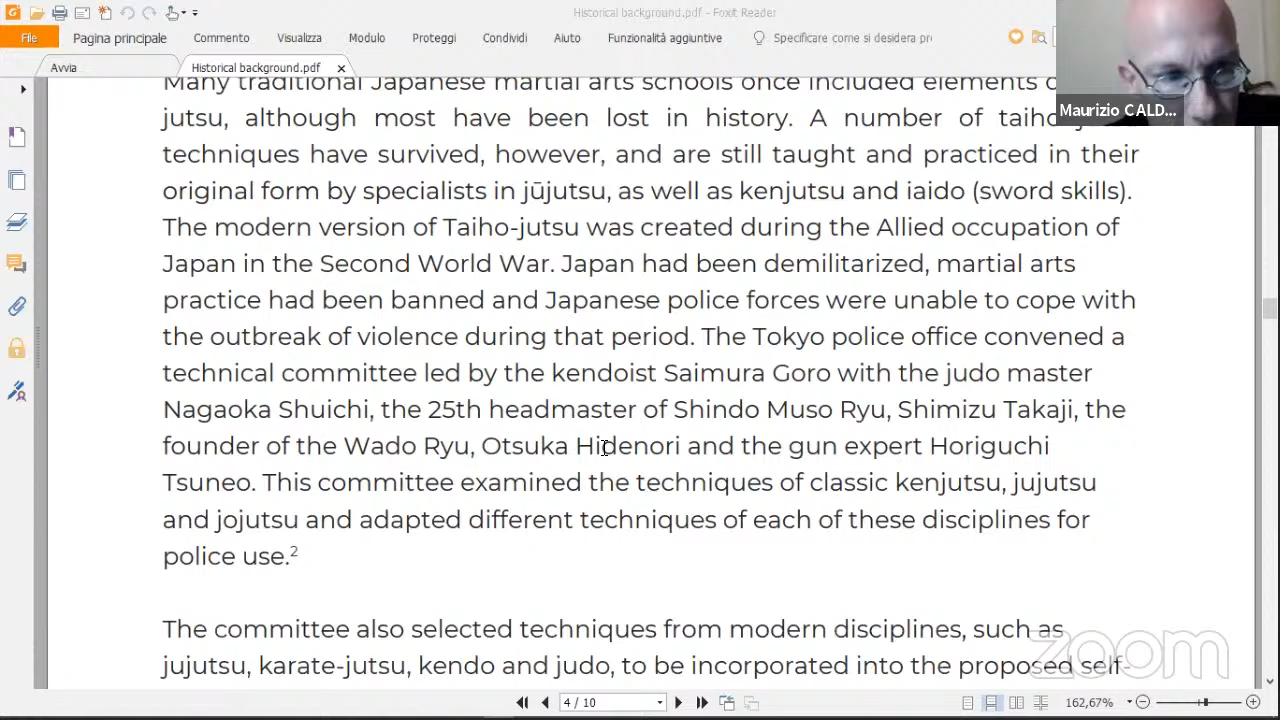 Historical background.pdf - Foxit Reader
File Pagina principale Commento Visualizza Modulo Proteggi Condividi Aiuto Funzionalità aggiuntive Specificare come si desidera
Avvia Historical background.pdf
Maurizio CALD...
Many traditional Japanese martial arts schools once included elements
jutsu, although most have been lost in history. A number of
techniques have survived, however, and are still taught and practiced in their
original form by specialists in jūjutsu, as well as kenjutsu and iaido (sword skills).
The modern version of Taiho-jutsu was created during the Allied occupation of
Japan in the Second World War. Japan had been demilitarized, martial arts
practice had been banned and Japanese police forces were unable to cope with
the outbreak of violence during that period. The Tokyo police office convened a
technical committee led by the kendoist Saimura Goro with the judo master
Nagaoka Shuichi, the 25th headmaster of Shindo Muso Ryu, Shimizu Takaji, the
founder of the Wado Ryu, Otsuka Hidenori and the gun expert Horiguchi
Tsuneo. This committee examined the techniques of classic kenjutsu, jujutsu
and jojutsu and adapted different techniques of each of these disciplines for
police use.2
The committee also selected techniques from modern disciplines, such as
jujutsu, karate-jutsu, kendo and judo, to be incorporated into the proposed self-
zoom
4 / 10 162,67%